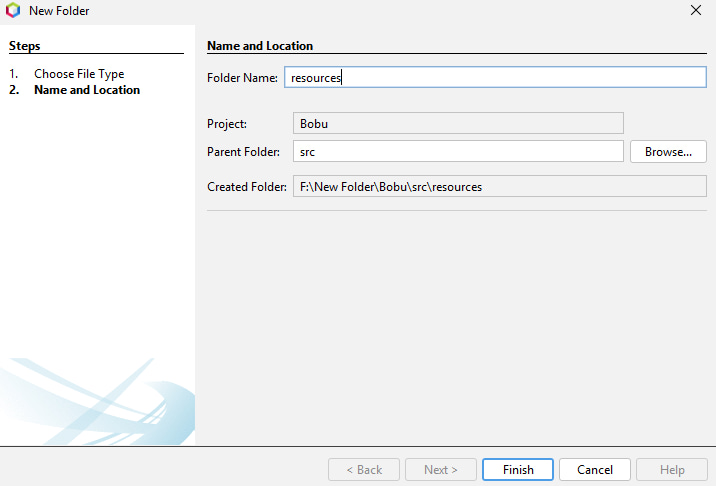 New Folder
Steps
1. Choose File Type
2. Name and Location
Name and Location
Folder Name: resources
Project: Bobu
Parent Folder: src Browse...
Created Folder: F:\New Folder\Bobu\src\resources
< Back Next > Finish Cancel Help